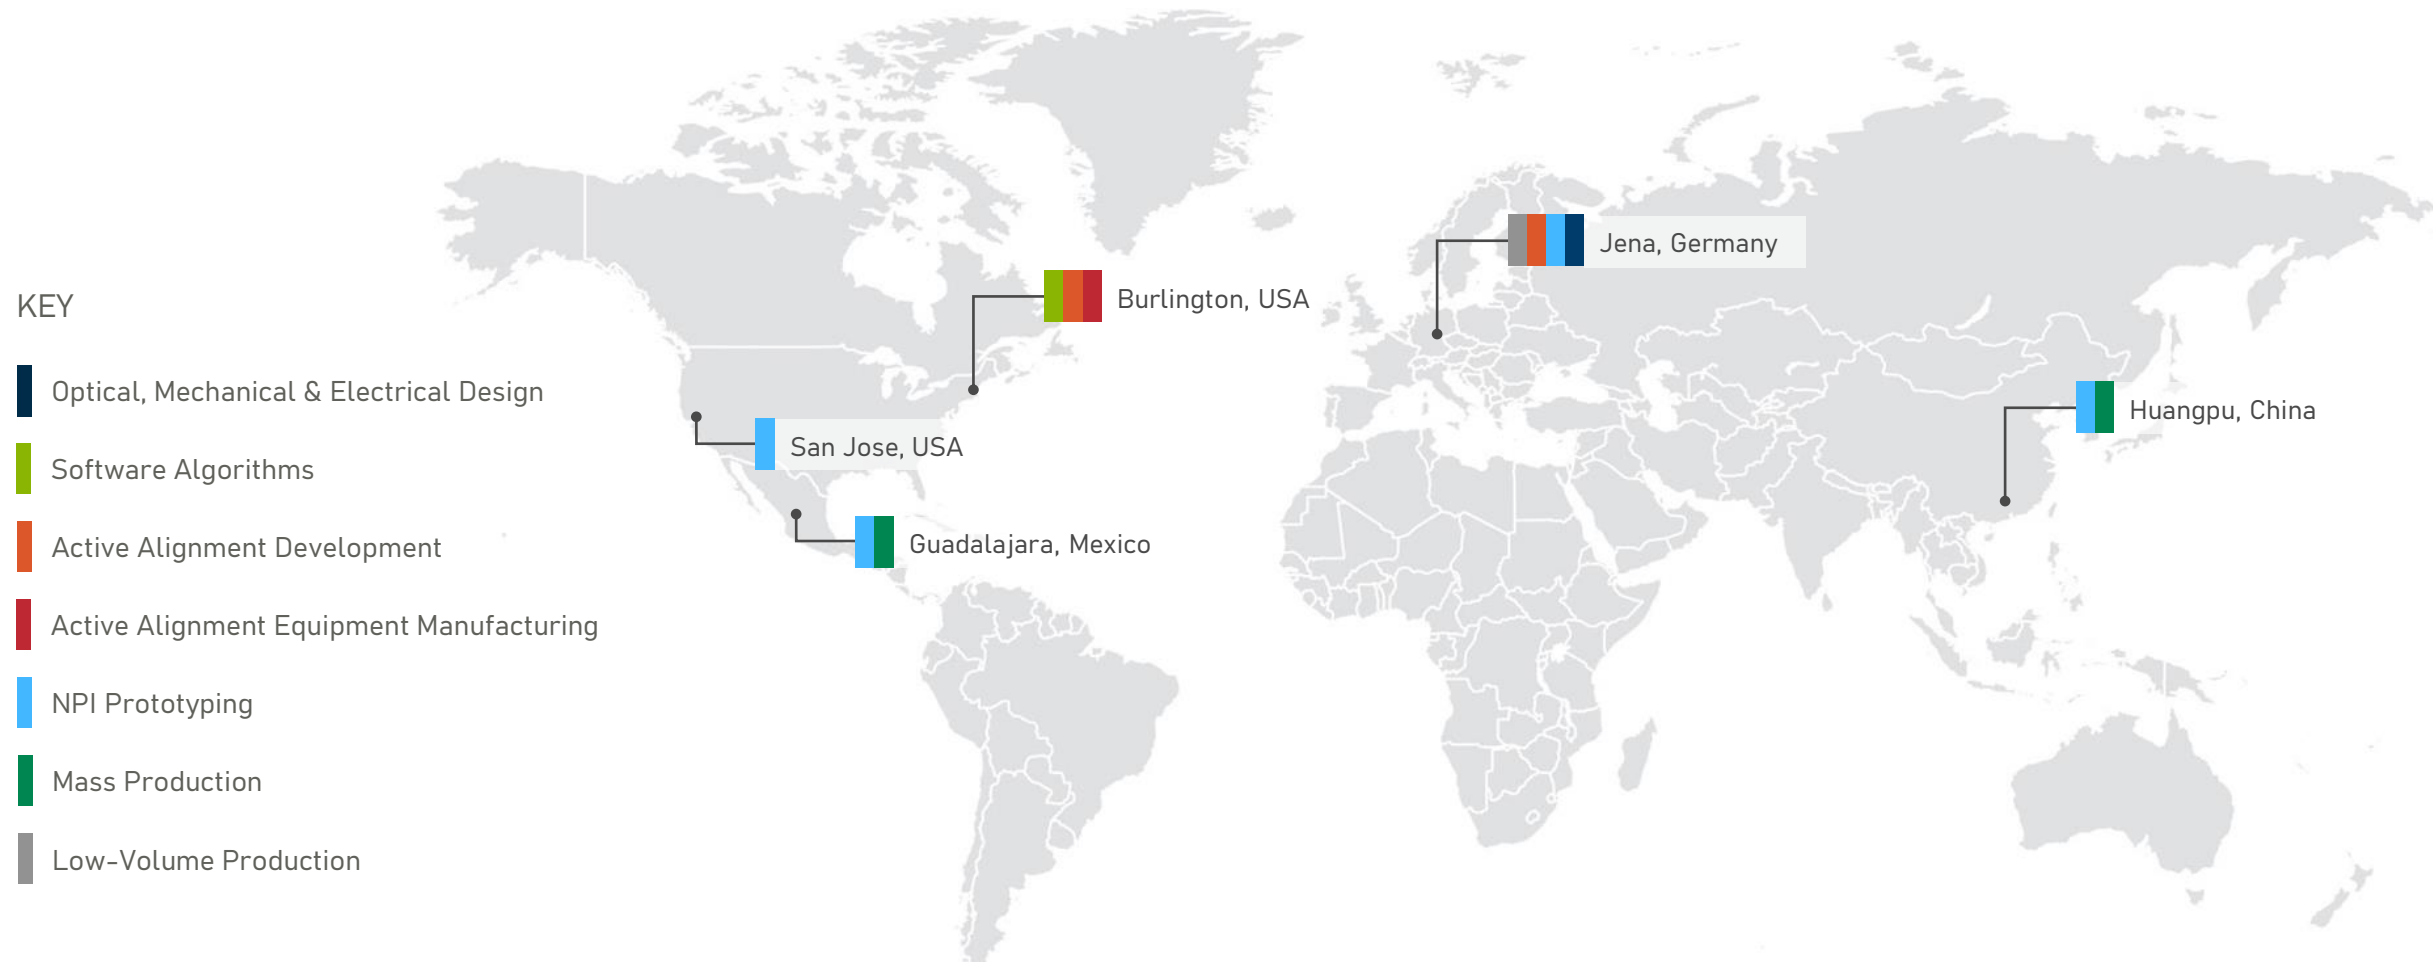 KEY
Optical, Mechanical & Electrical Design
Software Algorithms
Active Alignment Development
Active Alignment Equipment Manufacturing
NPI Prototyping
Mass Production
Low-Volume Production
Burlington, USA
San Jose, USA
Guadalajara, Mexico
Jena, Germany
Huangpu, China